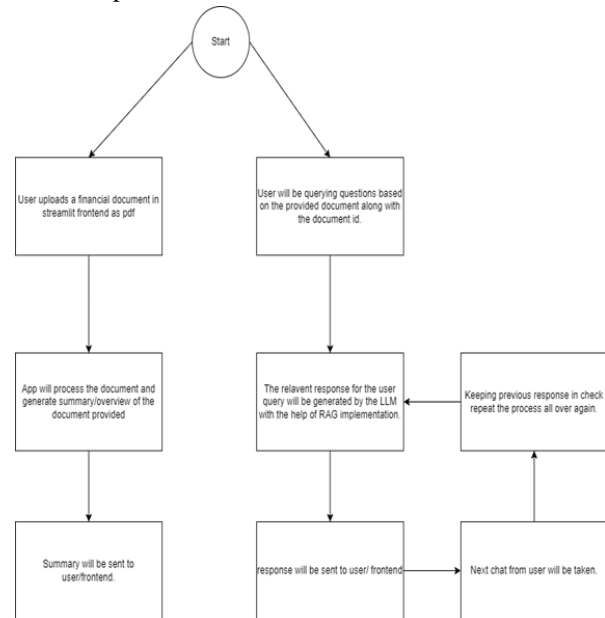 Start
User uploads a financial document in
streamlit frontend as pdf
User will be querying questions based
on the provided document along with
the document id.
App will process the document and
generate summary/overview of the
document provided
The relavent response for the user
query will be generated by the LLM
with the help of RAG implementation.
Keeping previous response in check
repeat the process all over again.
Summary will be sent to
user/frontend.
response will be sent to user/ frontend
Next chat from user will be taken.